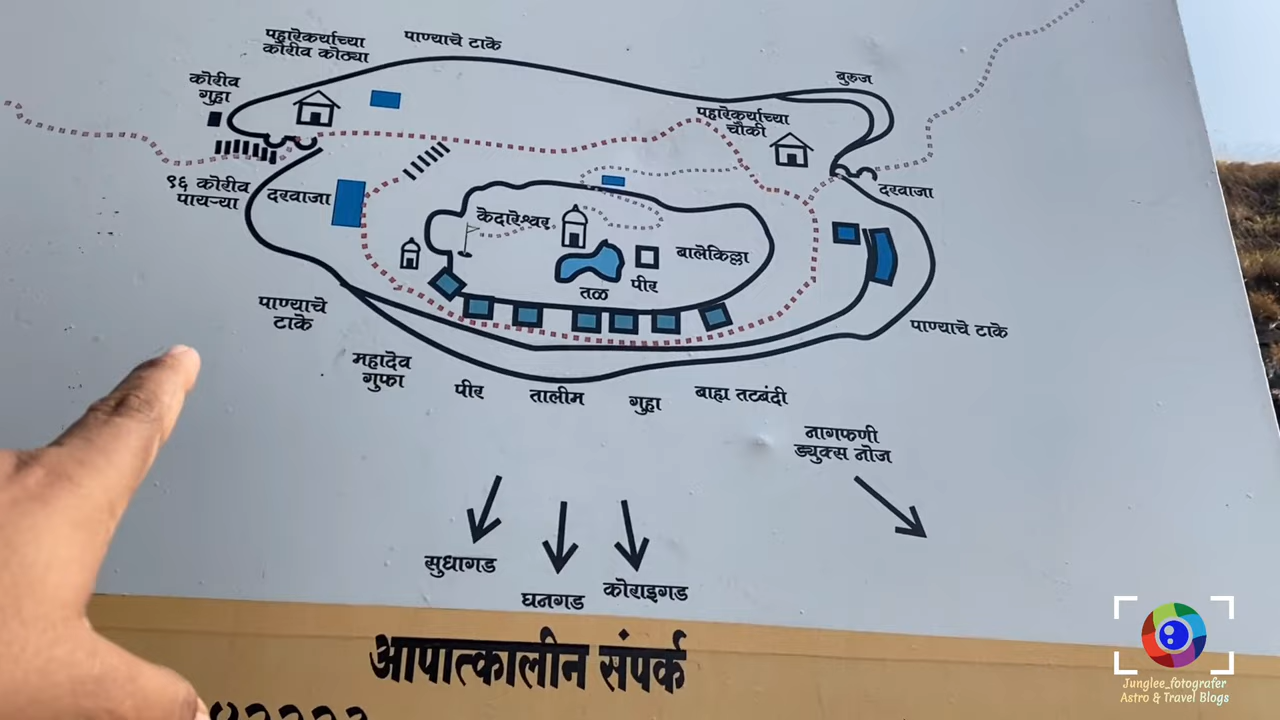 पहारेकर्याच्या
कोरीव कोठ्या
पाण्याचे टाके
बुरुज
कोरीव
गुहा
पहारेकर्याच्या
चौकी
९६ कोरीव
पायऱ्या
दरवाजा
दरवाजा
केदारेश्वर
बालेकिल्ला
पीर
तळ
पाण्याचे
टाके
पाण्याचे टाके
महादेव
गुफा
पीर
तालीम
गुहा
बाह्य तटबंदी
नागफणी
ड्युक्स नोज
सुधागड
घनगड
कोराइगड
आपात्कालीन संपर्क
Junglee_fotografer
Astro & Travel Blogs